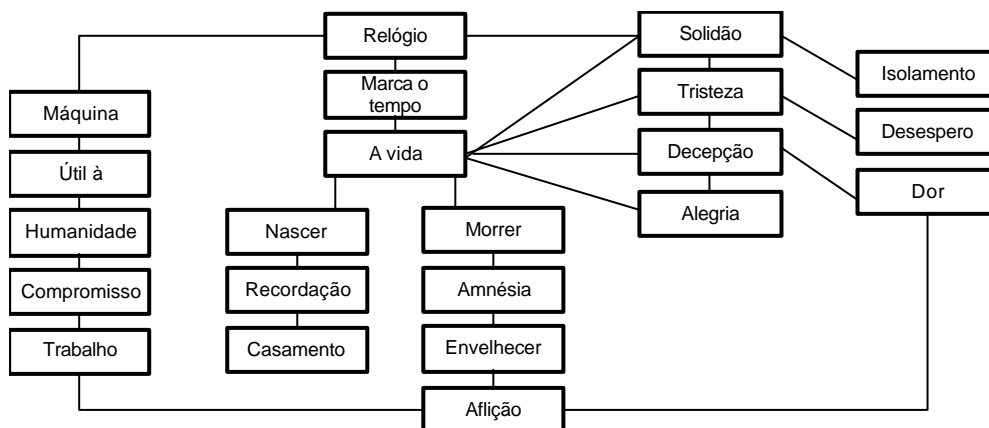 Relógio
Solidão
Isolamento
Marca o
tempo
Tristeza
Máquina
Desespero
A vida
Decepção
Útil à
Dor
Alegria
Humanidade
Nascer
Morrer
Compromisso
Recordação
Amnésia
Trabalho
Casamento
Envelhecer
Aflição